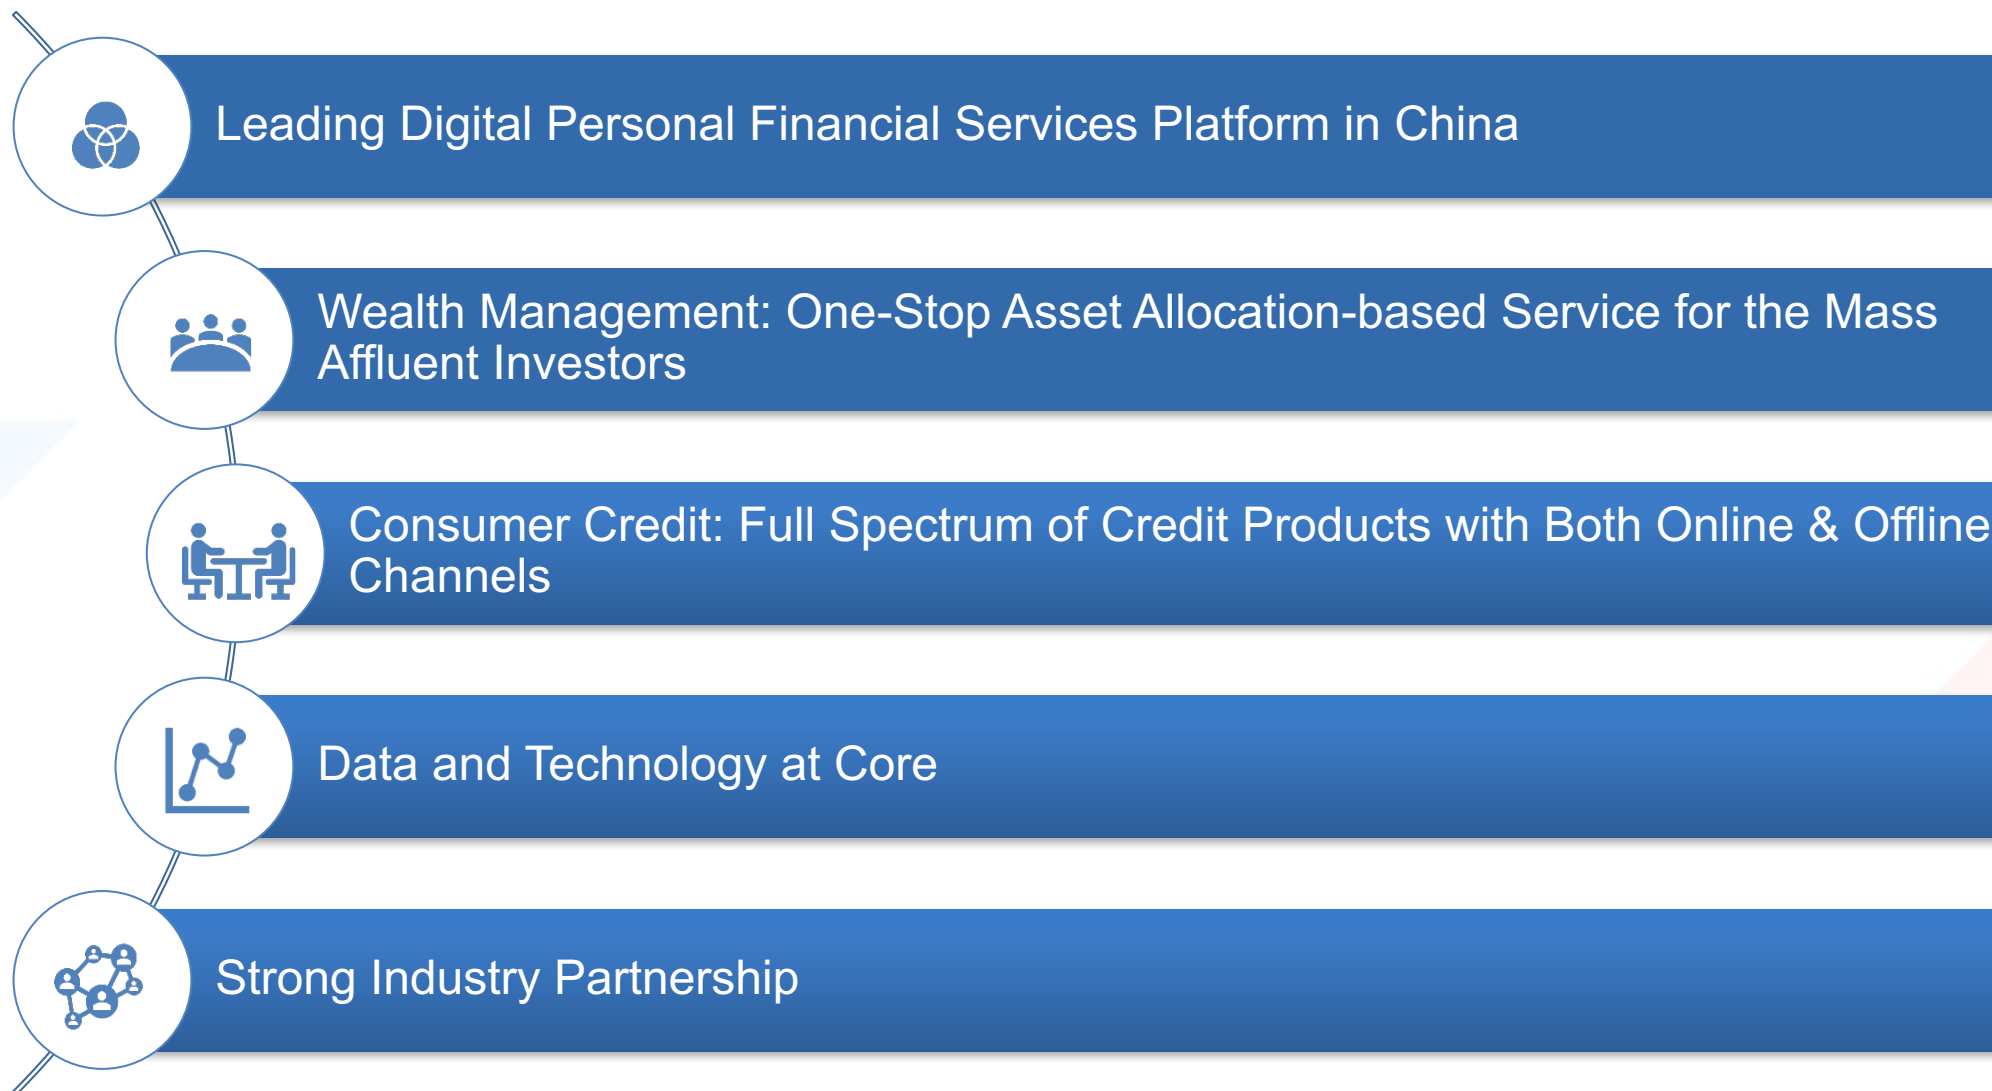 Leading Digital Personal Financial Services Platform in China
Wealth Management: One-Stop Asset Allocation-based Service for the Mass
Affluent Investors
Consumer Credit: Full Spectrum of Credit Products with Both Online & Offline
Channels
Data and Technology at Core
Strong Industry Partnership